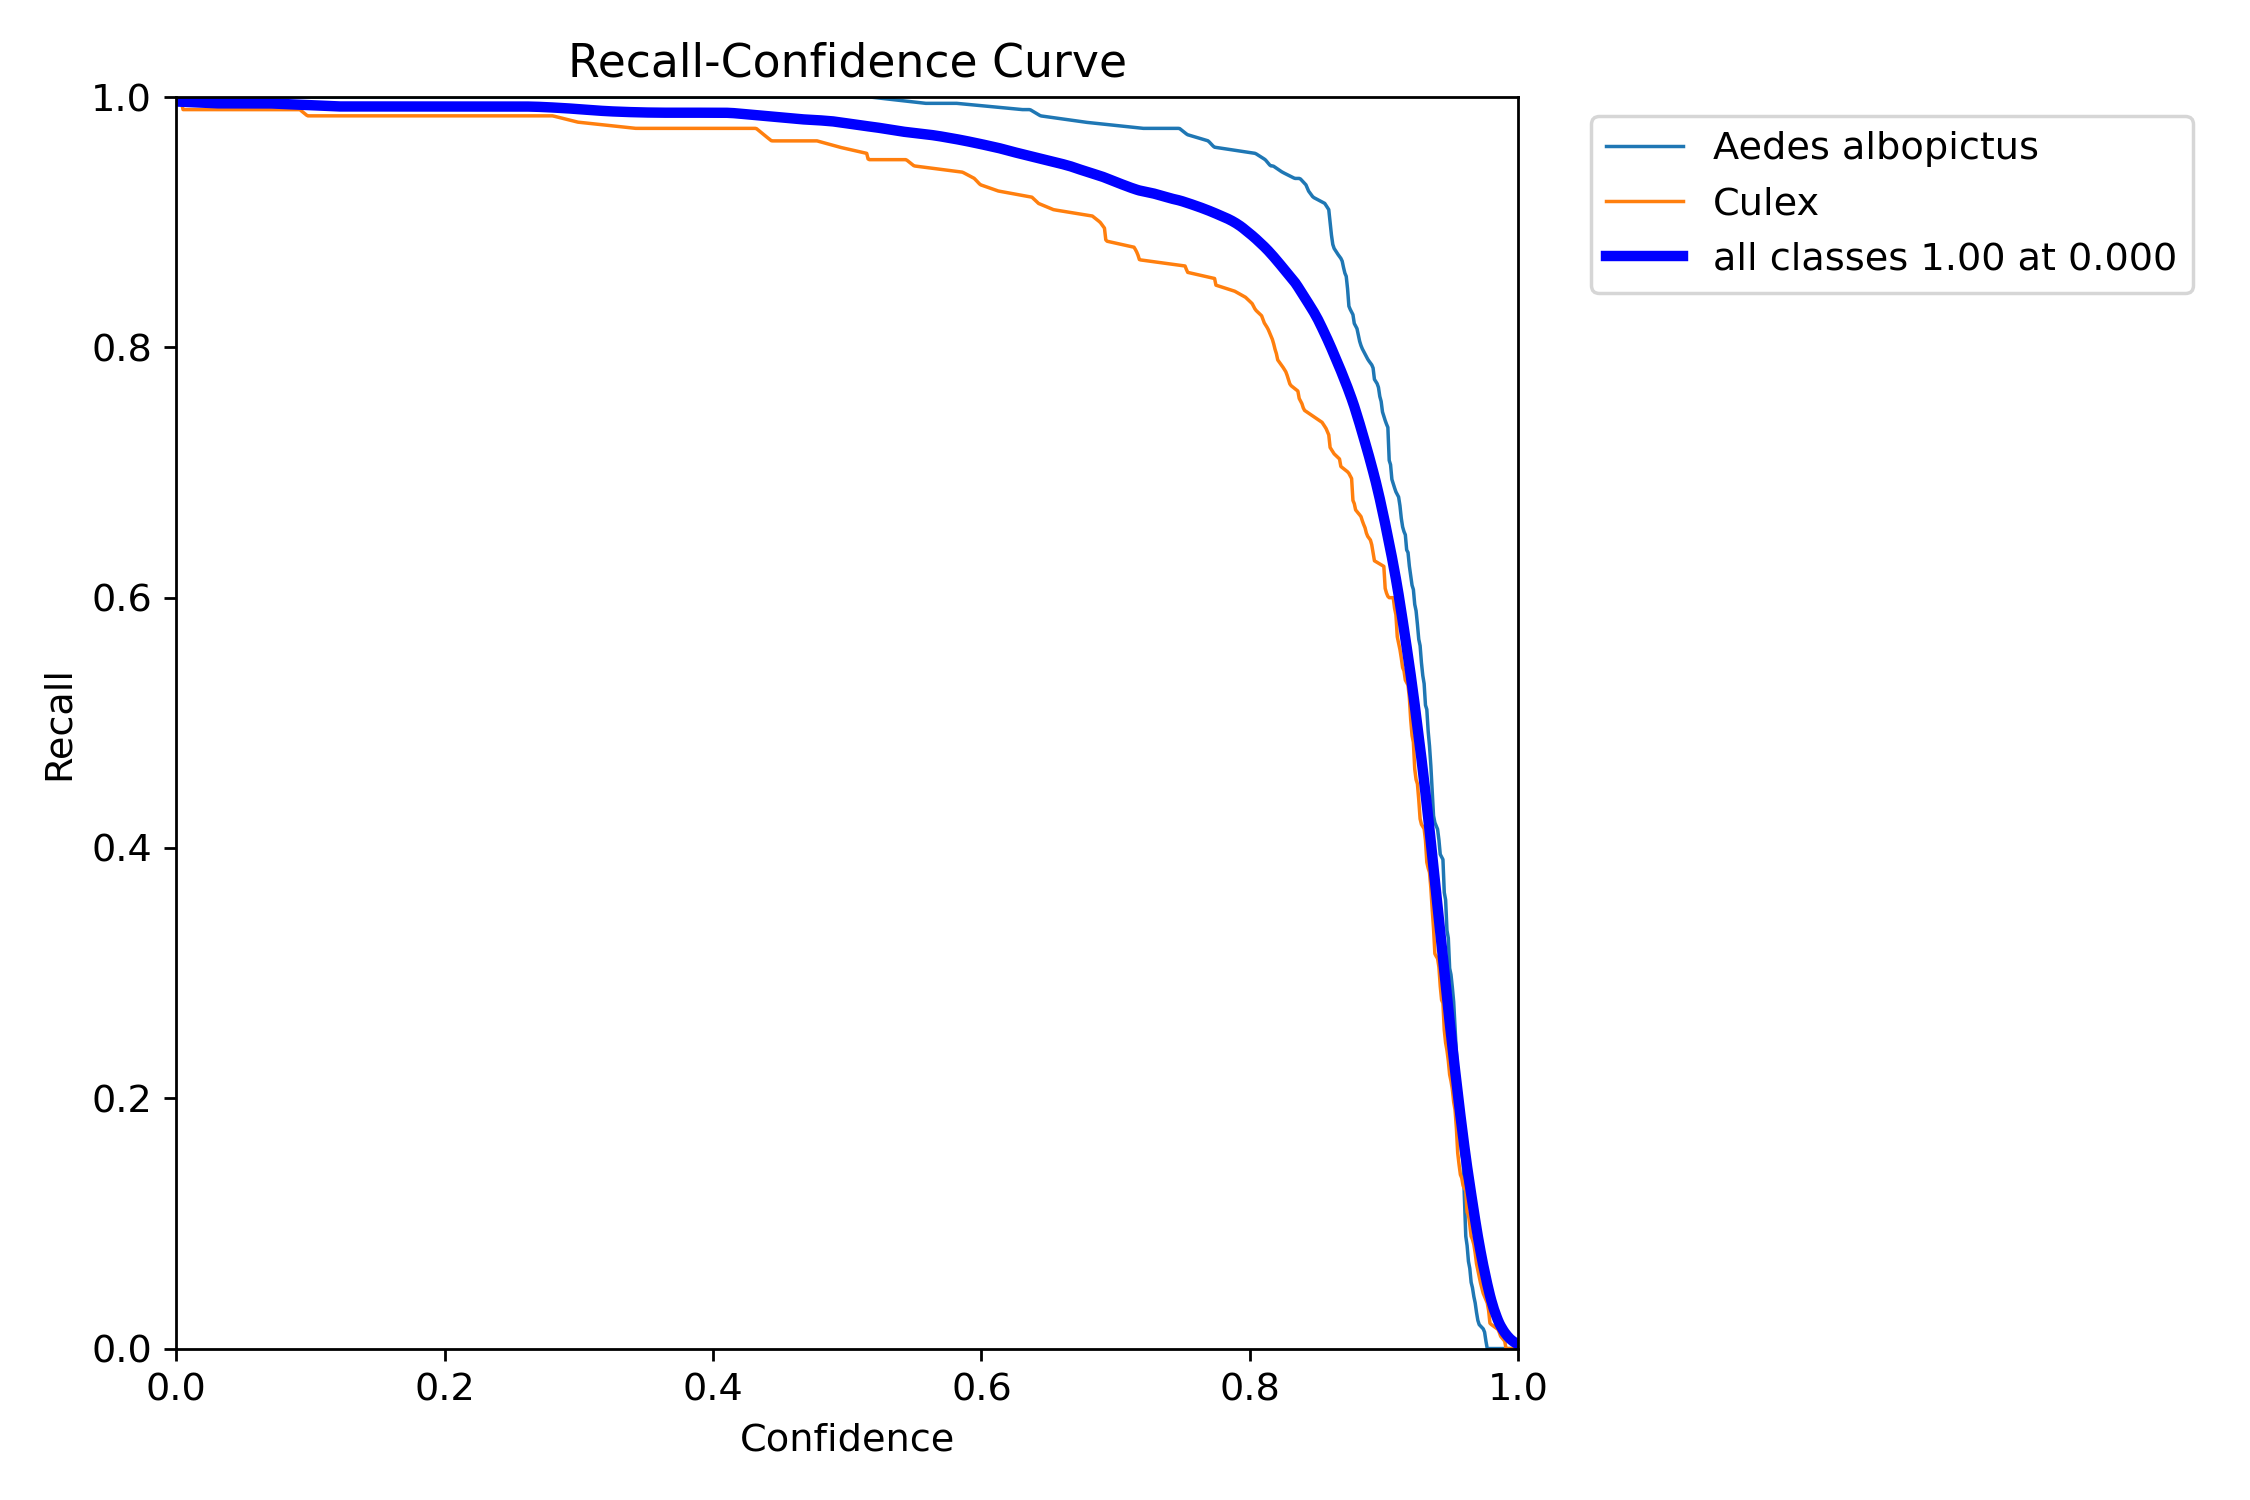 Recall-Confidence Curve
1.0
0.8
0.6
0.4
0.2
0.0
Recall
0.0 0.2 0.4 0.6 0.8 1.0
Confidence
Aedes albopictus
Culex
all classes 1.00 at 0.000